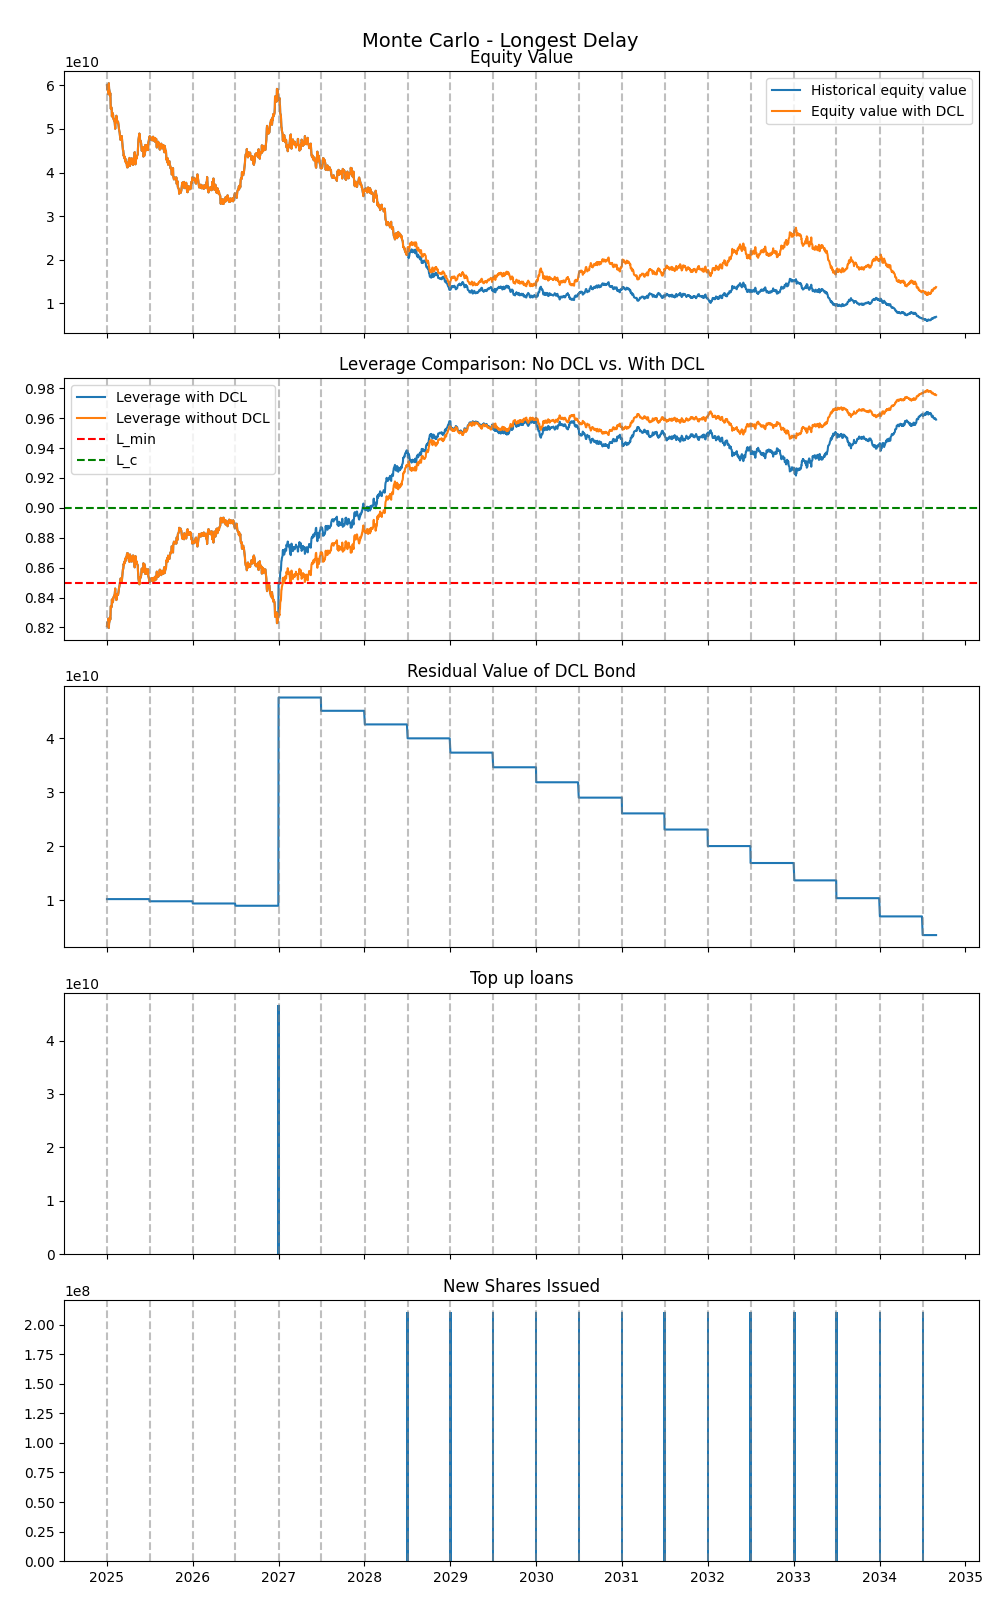 Monte Carlo - Longest Delay
Equity Value
1e10
6
5
4
3
2
1
Historical equity value
Equity value with DCL
Leverage Comparison: No DCL vs. With DCL
0.98
0.96
0.94
0.92
0.90
0.88
0.86
0.84
0.82
Leverage with DCL
Leverage without DCL
L_min
L_c
Residual Value of DCL Bond
1e10
4
3
2
1
Top up loans
1e10
4
3
2
1
0
New Shares Issued
1e8
2.00
1.75
1.50
1.25
1.00
0.75
0.50
0.25
0.00
2025 2026 2027 2028 2029 2030 2031 2032 2033 2034 2035